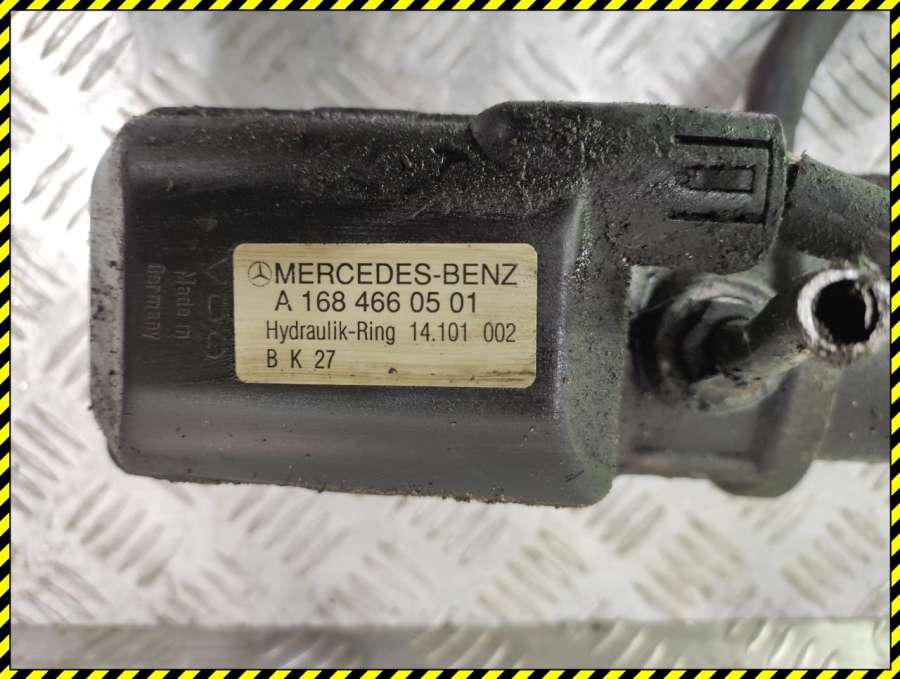 MERCEDES-BENZ
A 168 466 05 01
Hydraulik-Ring 14.101 002
B K 27
Made in
Germany